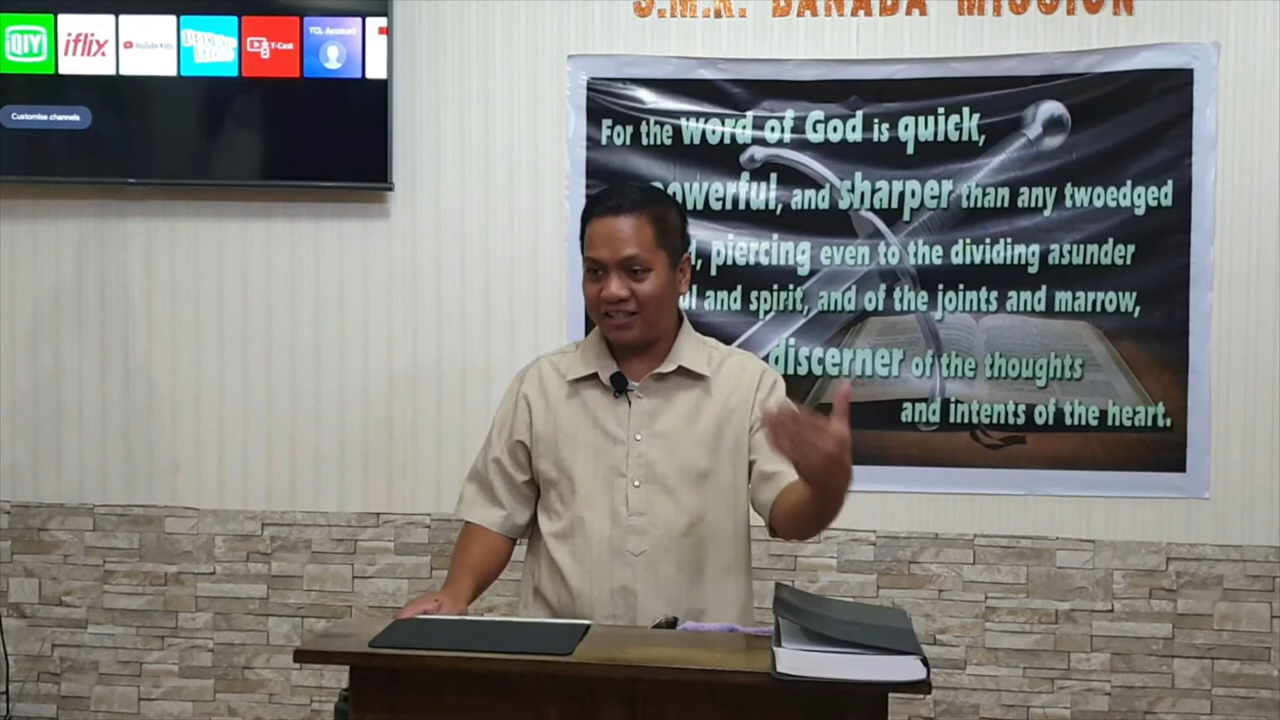 S.M.K. BANABA MISSION
iQIYI
iflix
YouTube Kids
T-Cast
TCL Account
Customise channels
For the word of God is quick,
powerful, and sharper than any twoedged
piercing even to the dividing asunder
and spirit, and of the joints and marrow,
discerner of the thoughts
and intents of the heart.